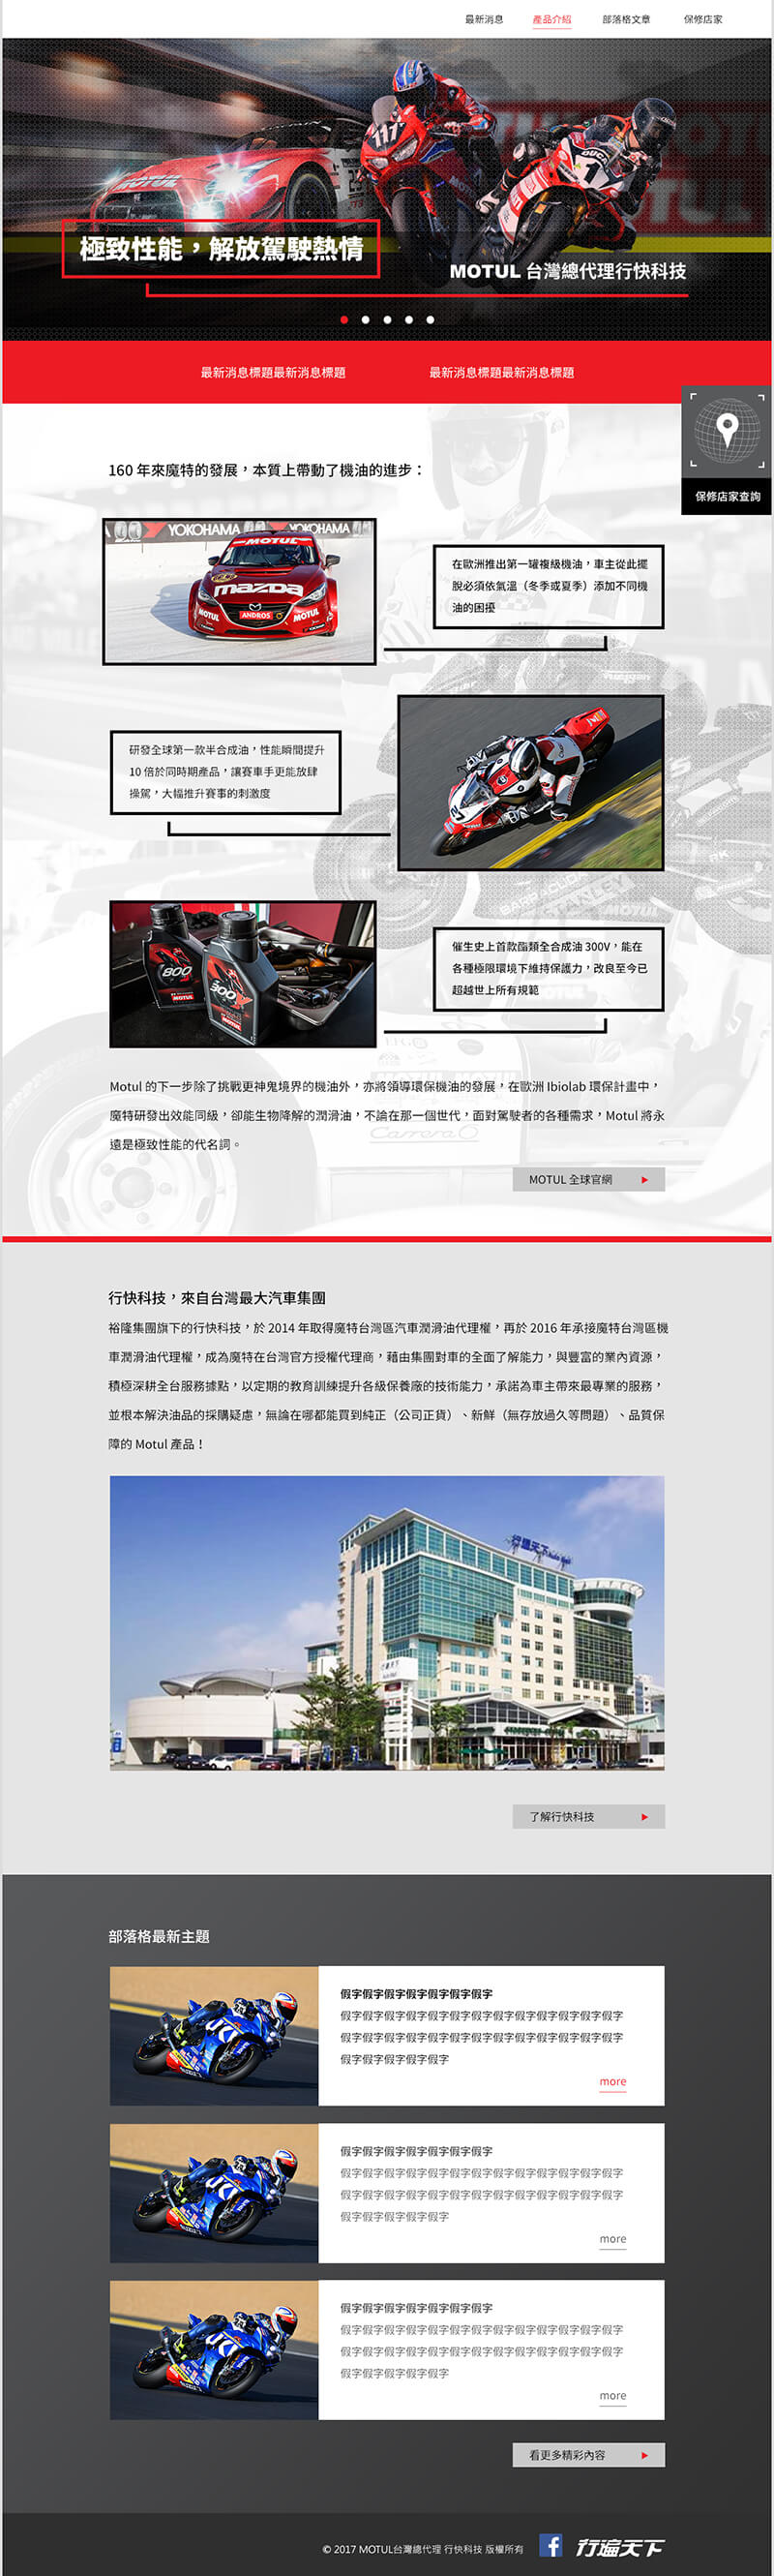 最新消息 產品介紹 部落格文章 保修店家
MOTUL
極致性能，解放駕駛熱情
MOTUL 台灣總代理行快科技
最新消息標題最新消息標題 最新消息標題最新消息標題
保修店家查詢
160 年來魔特的發展，本質上帶動了機油的進步：
YOKOHAMA YOKOHAMA
MOTUL
mazDa
MOTUL ANDROS MOTUL
在歐洲推出第一罐複級機油，車主從此擺
脫必須依氣溫（冬季或夏季）添加不同機
油的困擾
研發全球第一款半合成油，性能瞬間提升
10 倍於同時期產品，讓賽車手更能放肆
操駕，大幅推升賽事的刺激度
800
300V
MOTUL
MOTUL
催生史上首款酯類全合成油 300V，能在
各種極限環境下維持保護力，改良至今已
超越世上所有規範
Motul 的下一步除了挑戰更神鬼境界的機油外，亦將領導環保機油的發展，在歐洲 Ibiolab 環保計畫中，
魔特研發出效能同級，卻能生物降解的潤滑油，不論在那一個世代，面對駕駛者的各種需求，Motul 將永
遠是極致性能的代名詞。
MOTUL 全球官網
行快科技，來自台灣最大汽車集團
裕隆集團旗下的行快科技，於 2014 年取得魔特台灣區汽車潤滑油代理權，再於 2016 年承接魔特台灣區機
車潤滑油代理權，成為魔特在台灣官方授權代理商，藉由集團對車的全面了解能力，與豐富的業內資源，
積極深耕全台服務據點，以定期的教育訓練提升各級保養廠的技術能力，承諾為車主帶來最專業的服務，
並根本解決油品的採購疑慮，無論在哪都能買到純正（公司正貨）、新鮮（無存放過久等問題）、品質保
障的 Motul 產品！
行遍天下
了解行快科技
部落格最新主題
假字假字假字假字假字假字假字
假字假字假字假字假字假字假字假字假字假字假字假字假字
假字假字假字假字假字假字假字假字假字假字假字假字假字
假字假字假字假字假字
more
假字假字假字假字假字假字假字
假字假字假字假字假字假字假字假字假字假字假字假字假字
假字假字假字假字假字假字假字假字假字假字假字假字假字
假字假字假字假字假字
more
假字假字假字假字假字假字假字
假字假字假字假字假字假字假字假字假字假字假字假字假字
假字假字假字假字假字假字假字假字假字假字假字假字假字
假字假字假字假字假字
more
看更多精彩內容
© 2017 MOTUL台灣總代理 行快科技 版權所有 f 行遍天下